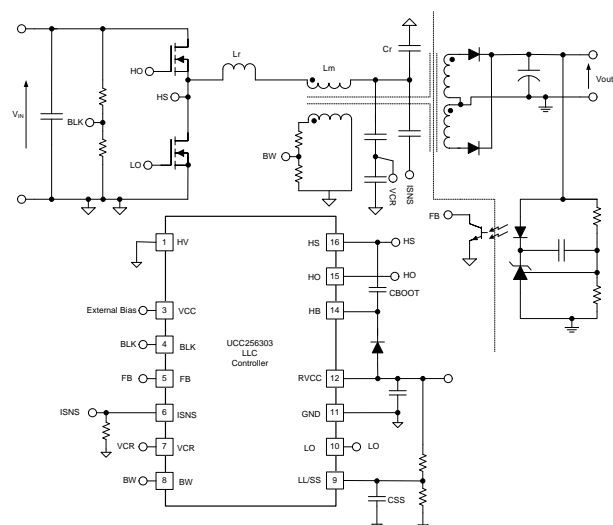 Lr
Cr
HO
Lm
Vout
HS
VIN
BLK
LO
BW
VCR
ISNS
FB
1
HV
HS
16
HS
HO
15
HO
CBOOT
External Bias
3
VCC
HB
14
BLK
4
BLK
UCC256303
LLC
Controller
FB
5
FB
RVCC
12
ISNS
6
ISNS
GND
11
VCR
7
VCR
LO
10
LO
BW
8
BW
LL/SS
9
CSS